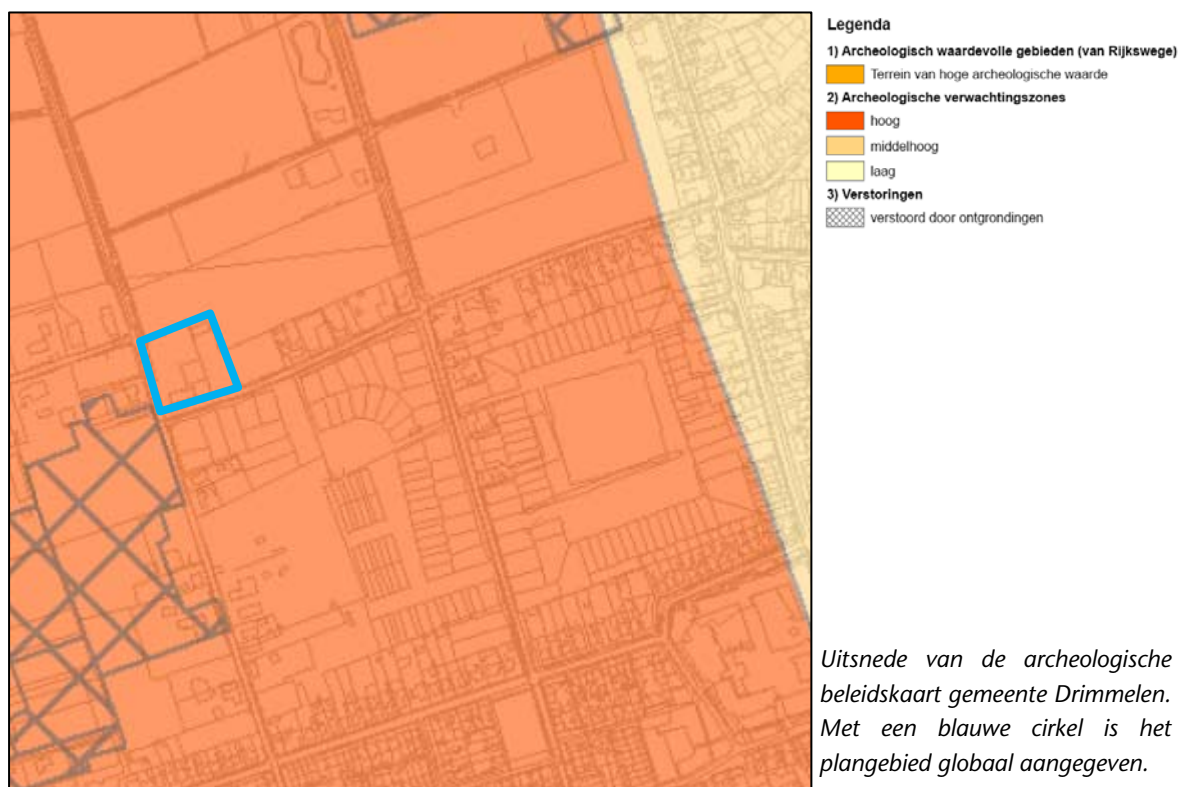 Legenda
1) Archeologisch waardevolle gebieden (van Rijkswege)
Terrein van hoge archeologische waarde
2) Archeologische verwachtingszones
hoog
middelhoog
laag
3) Verstoringen
verstoord door ontgrondingen
Uitsnede van de archeologische
beleidskaart gemeente Drimmelen.
Met een blauwe cirkel is het
plangebied globaal aangegeven.